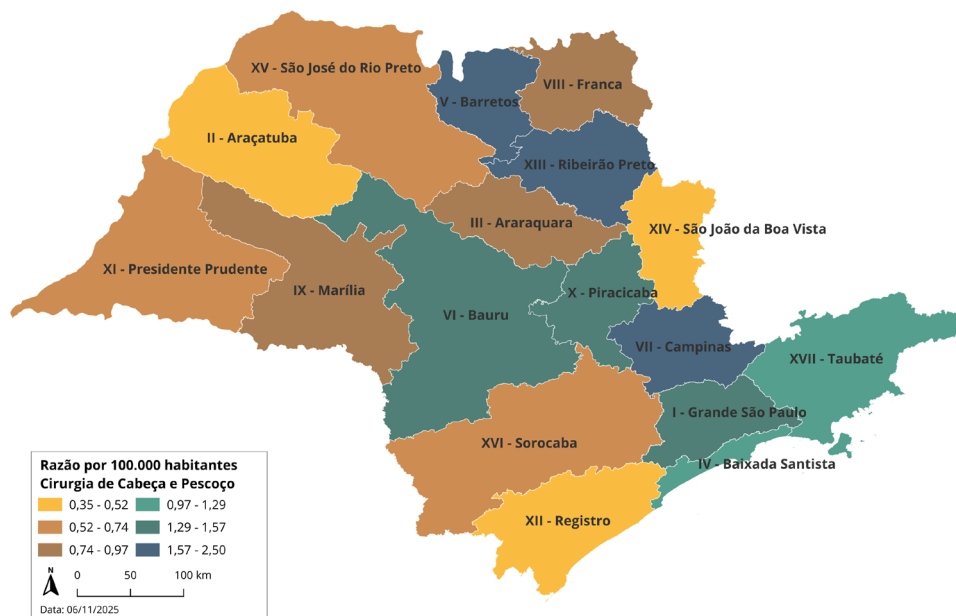 XV - São José do Rio Preto
VIII - Franca
V - Barretos
II - Araçatuba
XIII - Ribeirão Preto
III - Araraquara
XIV - São João da Boa Vista
XI - Presidente Prudente
IX - Marília
X - Piracicaba
VI - Bauru
VII - Campinas
XVII - Taubaté
I - Grande São Paulo
XVI - Sorocaba
IV - Baixada Santista
XII - Registro
Razão por 100.000 habitantes
Cirurgia de Cabeça e Pescoço
0,35 - 0,52
0,97 - 1,29
0,52 - 0,74
1,29 - 1,57
0,74 - 0,97
1,57 - 2,50
N
0 50 100 km
Data: 06/11/2025